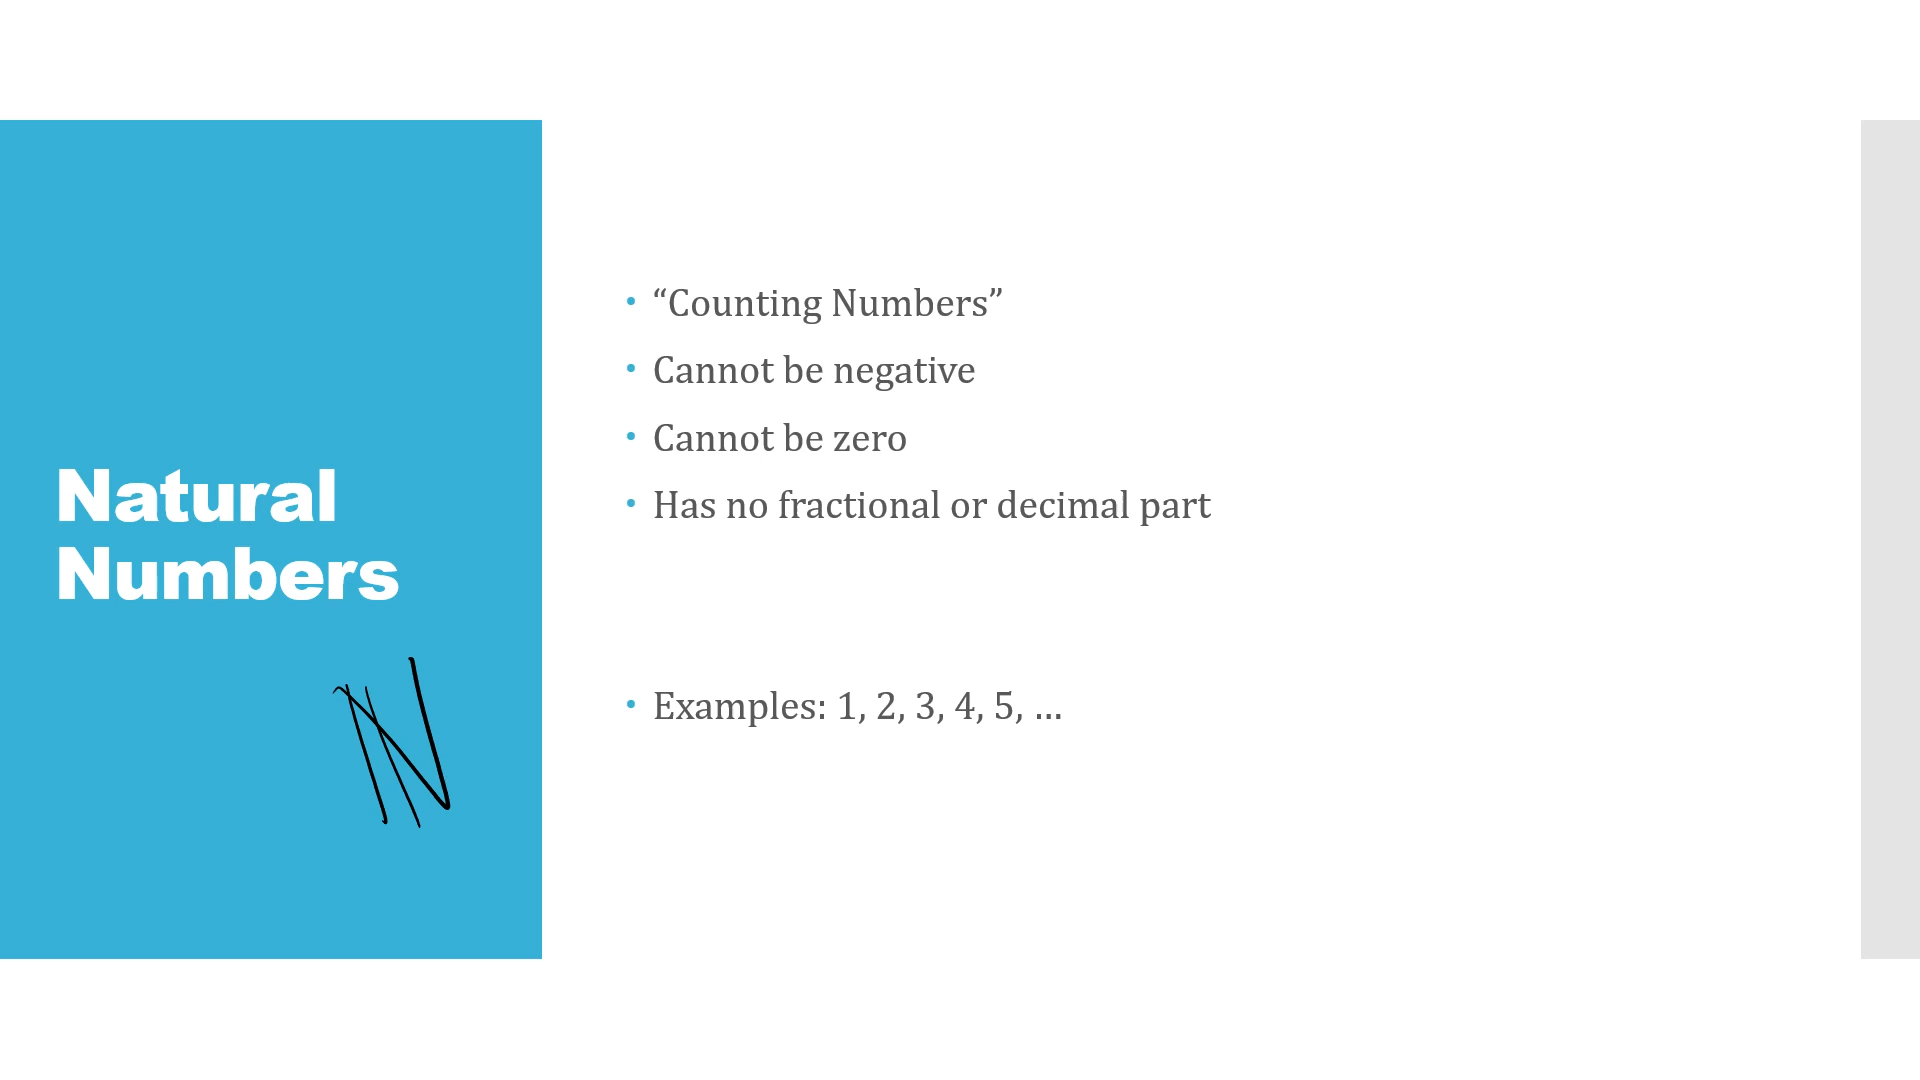 Natural
Numbers
ℕ
• “Counting Numbers”
• Cannot be negative
• Cannot be zero
• Has no fractional or decimal part
• Examples: 1, 2, 3, 4, 5, …